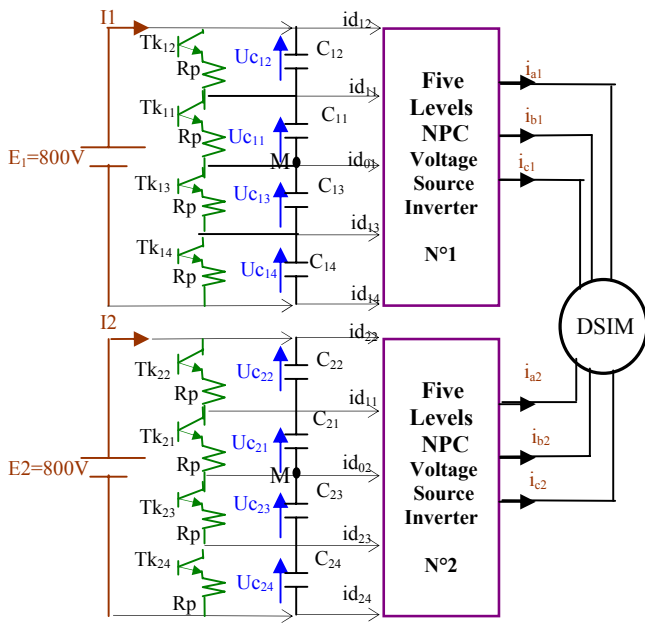 I1
id12
Tk12
Uc12
C12
Rp
Five
Levels
NPC
Voltage
Source
Inverter
N°1
ia1
id11
Tk11
Uc11
C11
Rp
ib1
E1=800V
M
id01
ic1
Tk13
Uc13
C13
Rp
id13
Tk14
Uc14
C14
Rp
id14
DSIM
I2
id22
Tk22
Uc22
C22
Rp
Five
Levels
NPC
Voltage
Source
Inverter
N°2
ia2
id11
Tk21
Uc21
C21
Rp
ib2
E2=800V
M
id02
ic2
Tk23
Uc23
C23
Rp
id23
Tk24
Uc24
C24
Rp
id24